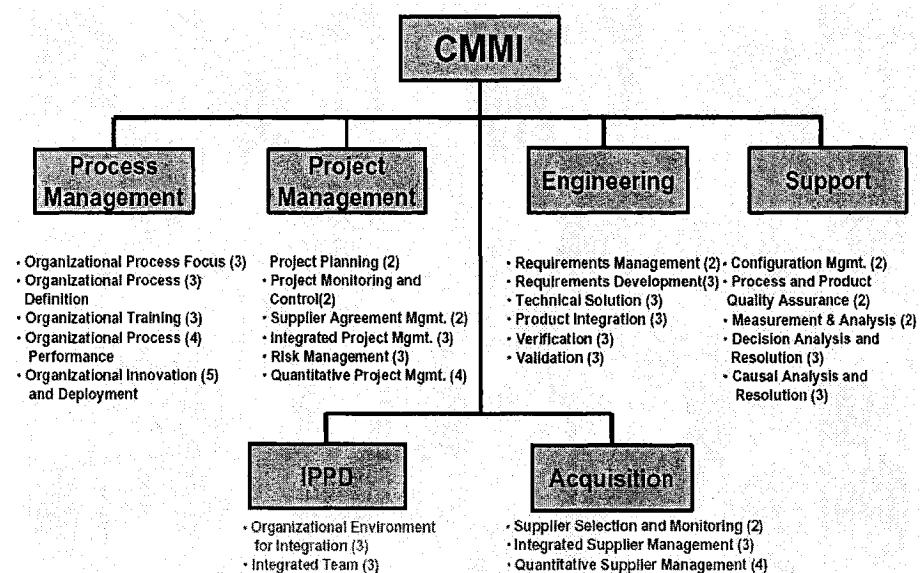 CMMI
Process
Management
Project
Management
Engineering
Support
• Organizational Process Focus (3)
• Organizational Process (3)
Definition
• Organizational Training (3)
• Organizational Process (4)
Performance
• Organizational Innovation (5)
and Deployment
Project Planning (2)
• Project Monitoring and
Control(2)
• Supplier Agreement Mgmt. (2)
• Integrated Project Mgmt. (3)
• Risk Management (3)
• Quantitative Project Mgmt. (4)
• Requirements Management (2)
• Requirements Development(3)
• Technical Solution (3)
• Product Integration (3)
• Verification (3)
• Validation (3)
• Configuration Mgmt. (2)
• Process and Product
Quality Assurance (2)
• Measurement & Analysis (2)
• Decision Analysis and
Resolution (3)
• Causal Analysis and
Resolution (3)
IPPD
Acquisition
• Organizational Environment
for Integration (3)
• Integrated Team (3)
• Supplier Selection and Monitoring (2)
• Integrated Supplier Management (3)
• Quantitative Supplier Management (4)